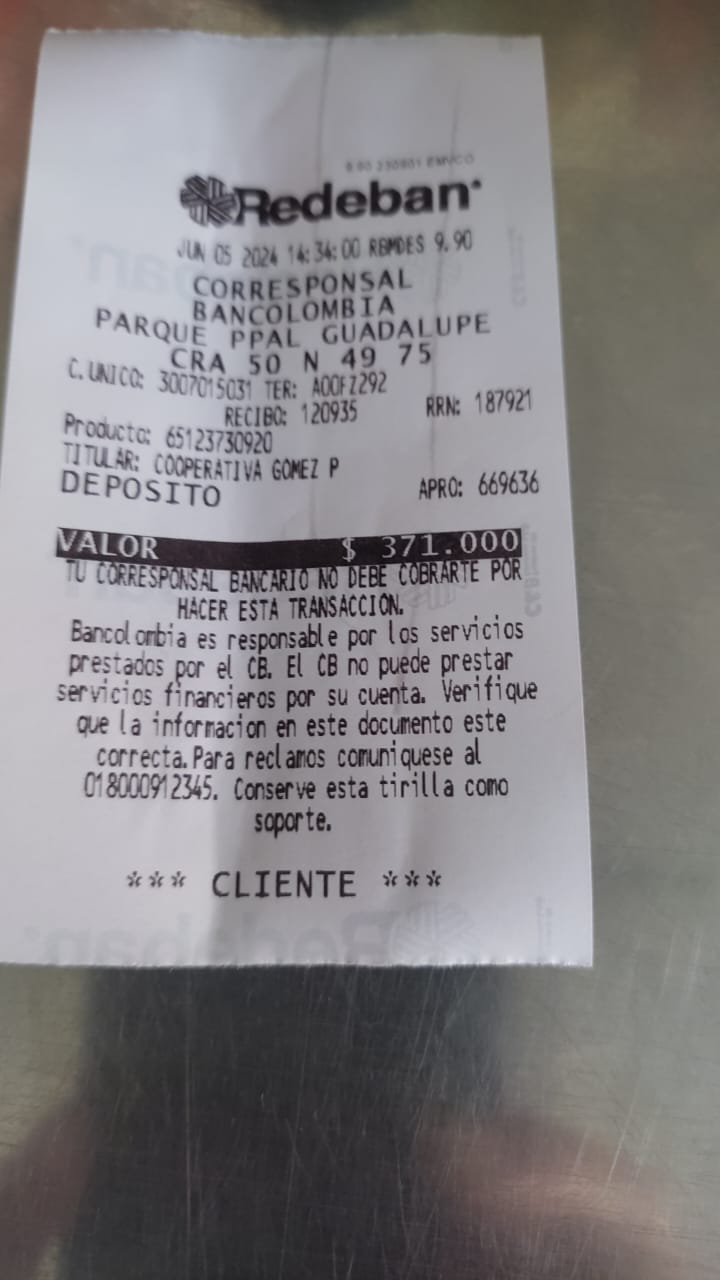 Redeban
JUN 05 2024 14:34:00 RBMDES 9.90
CORRESPONSAL
BANCOLOMBIA
PARQUE PPAL GUADALUPE
CRA 50 N 49 75
C. UNICO: 3007015031 TER: A00FZ292
RECIBO: 120935 RRN: 187921
Producto: 65123730920
TITULAR: COOPERATIVA GOMEZ P
DEPOSITO APRO: 669636
VALOR $ 371.000
TU CORRESPONSAL BANCARIO NO DEBE COBRARTE POR
HACER ESTA TRANSACCION.
Bancolombia es responsable por los servicios
prestados por el CB. El CB no puede prestar
servicios financieros por su cuenta. Verifique
que la informacion en este documento este
correcta.Para reclamos comuniquese al
018000912345. Conserve esta tirilla como
soporte.
*** CLIENTE ***